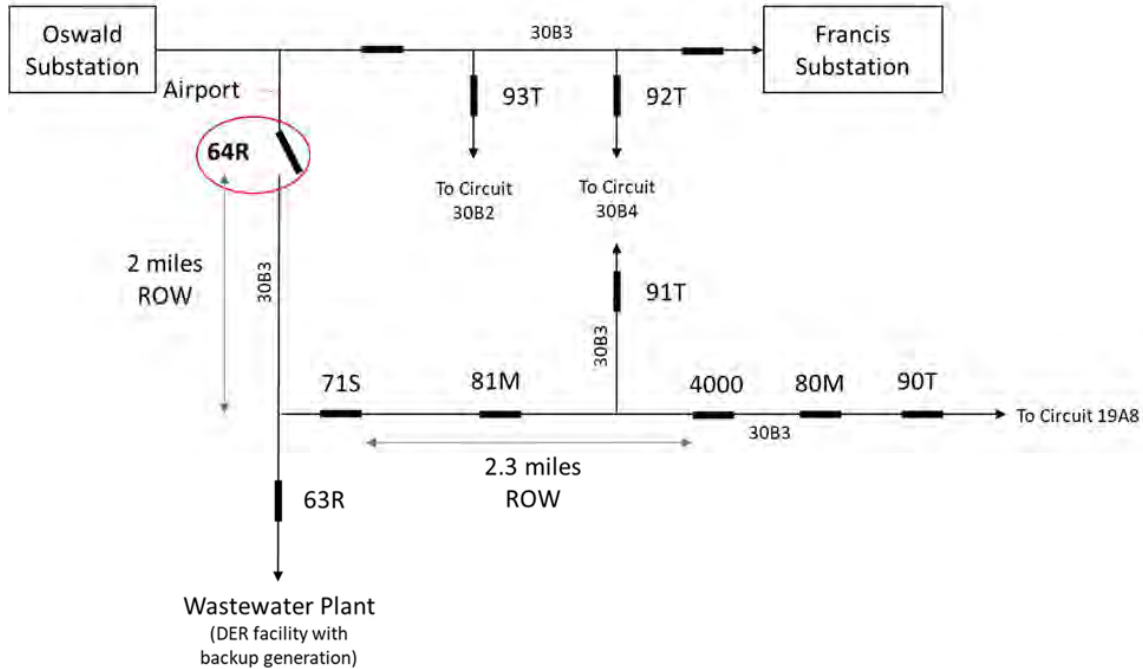 Oswald
Substation
30B3
Francis
Substation
Airport
93T
92T
64R
To Circuit
30B2
To Circuit
30B4
2 miles
ROW
30B3
91T
30B3
71S
81M
4000
80M
90T
To Circuit 19A8
30B3
2.3 miles
ROW
63R
Wastewater Plant
(DER facility with
backup generation)